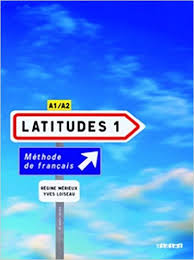 A1/A2
LATITUDES 1
Méthode de français
RÉGINE MÉRIEUX
YVES LOISEAU